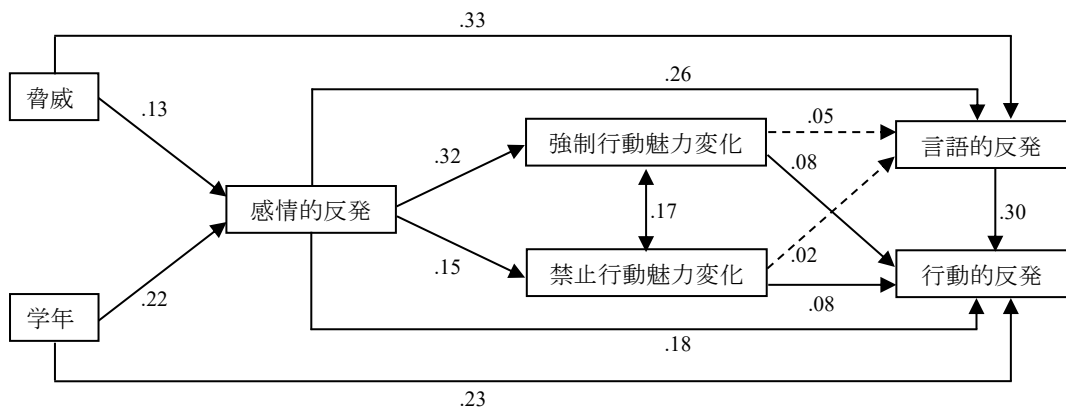 .33
.26
脅威
.13
強制行動魅力変化
.05
言語的反発
.32
.08
感情的反発
.17
.30
.15
.02
禁止行動魅力変化
行動的反発
.22
.08
学年
.18
.23